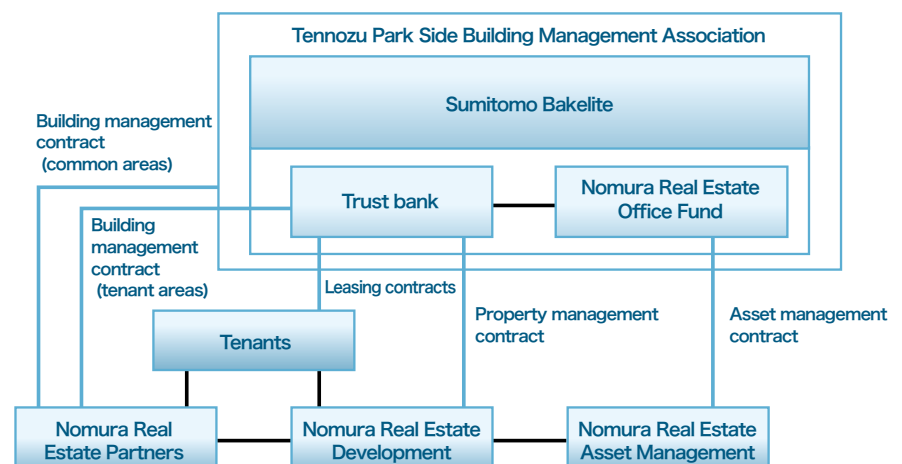 Tennozu Park Side Building Management Association
Sumitomo Bakelite
Building management
contract
(common areas)
Trust bank
Nomura Real Estate
Office Fund
Building
management
contract
(tenant areas)
Leasing contracts
Property management
contract
Asset management
contract
Tenants
Nomura Real
Estate Partners
Nomura Real Estate
Development
Nomura Real Estate
Asset Management